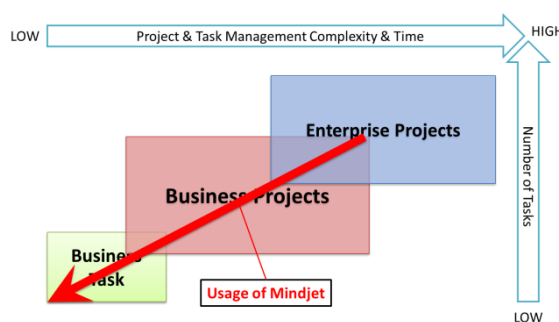 LOW
Project & Task Management Complexity & Time
HIGH
Enterprise Projects
Number of Tasks
Business Projects
Business
Task
Usage of Mindjet
LOW